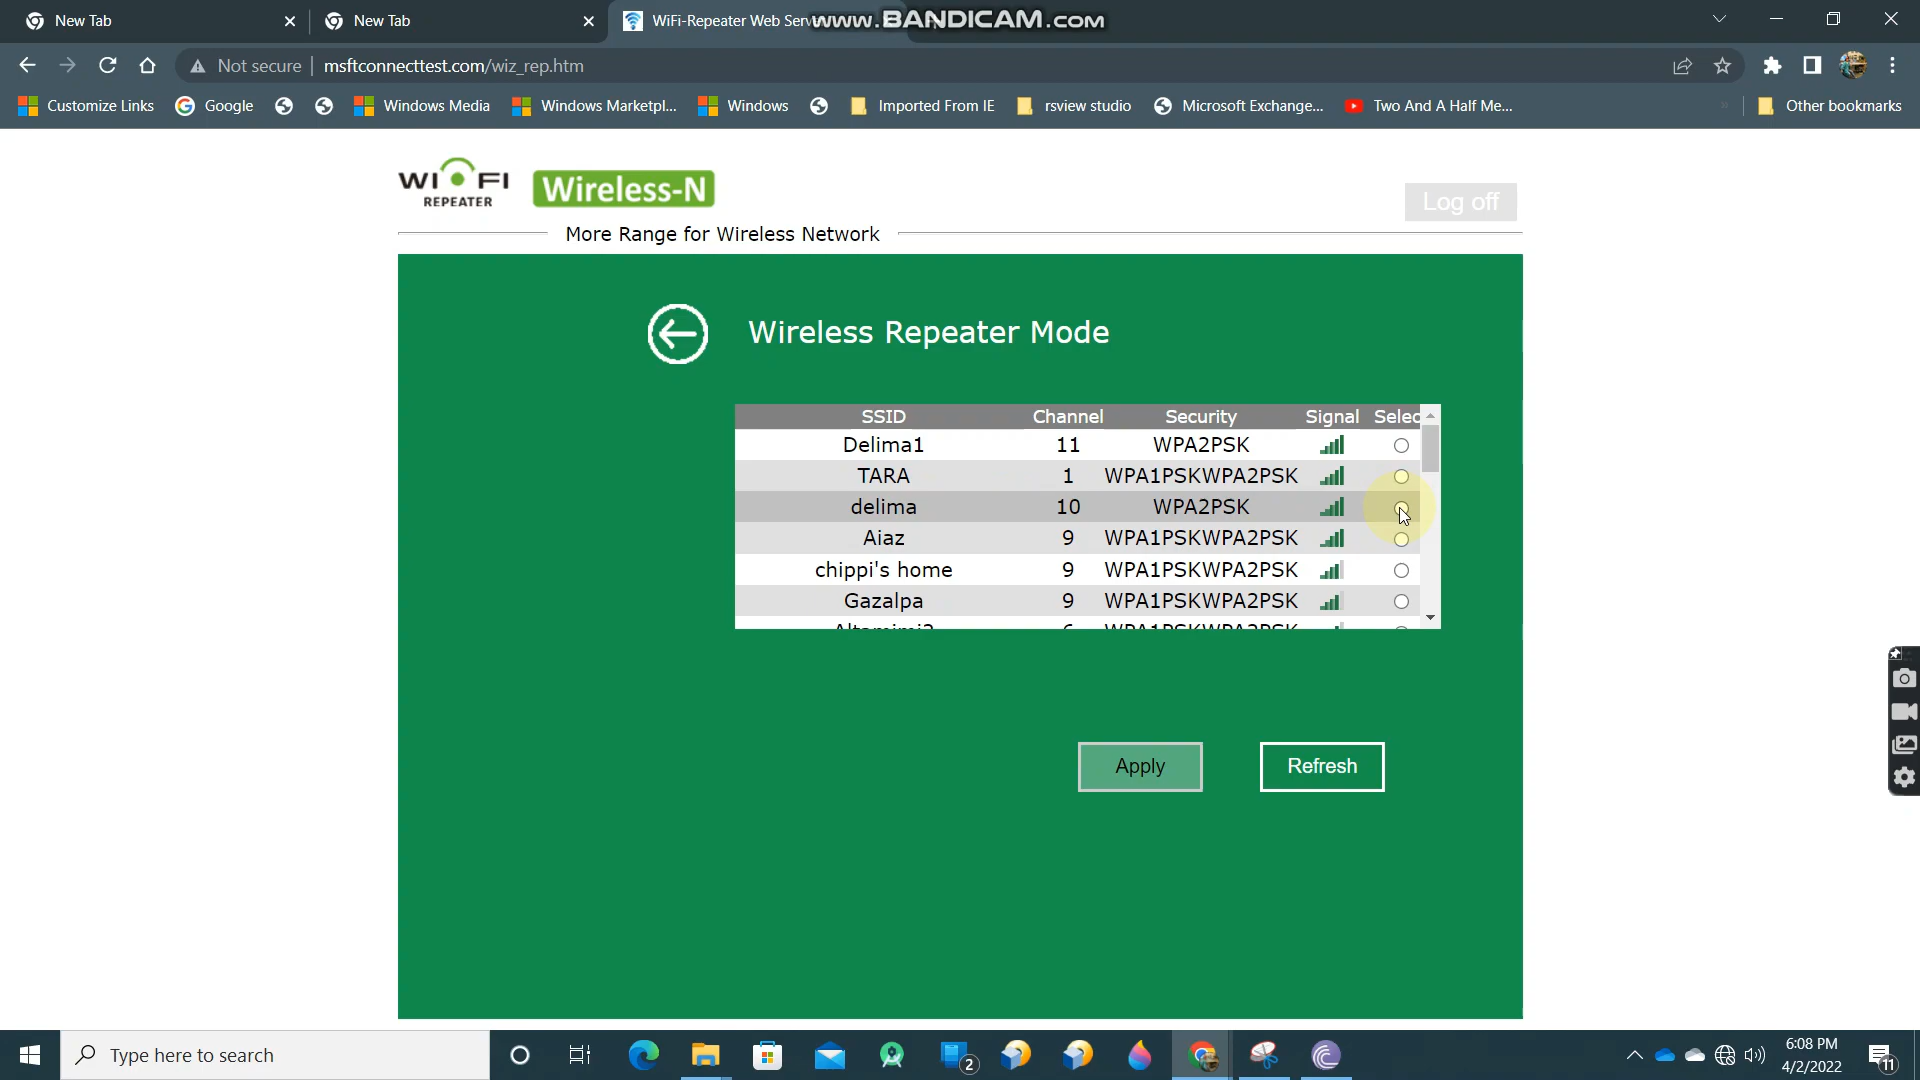 New Tab
New Tab
WiFi-Repeater Web Serv
www.BANDICAM.com
Not secure
msftconnecttest.com/wiz_rep.htm
Customize Links
Google
Windows Media
Windows Marketpl...
Windows
Imported From IE
rsview studio
Microsoft Exchange...
Two And A Half Me...
Other bookmarks
WI FI
REPEATER
Wireless-N
Log off
More Range for Wireless Network
Wireless Repeater Mode
SSID Channel Security Signal Selec
Delima1 11 WPA2PSK
TARA 1 WPA1PSKWPA2PSK
delima 10 WPA2PSK
Aiaz 9 WPA1PSKWPA2PSK
chippi's home 9 WPA1PSKWPA2PSK
Gazalpa 9 WPA1PSKWPA2PSK
Apply
Refresh
Type here to search
2
6:08 PM
4/2/2022
11